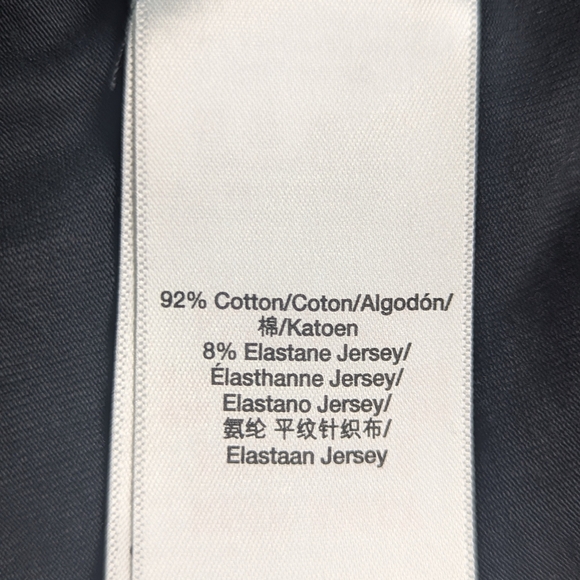 92% Cotton/Coton/Algodón/
棉/Katoen
8% Elastane Jersey/
Élasthanne Jersey/
Elastano Jersey/
氨纶 平纹针织布/
Elastaan Jersey